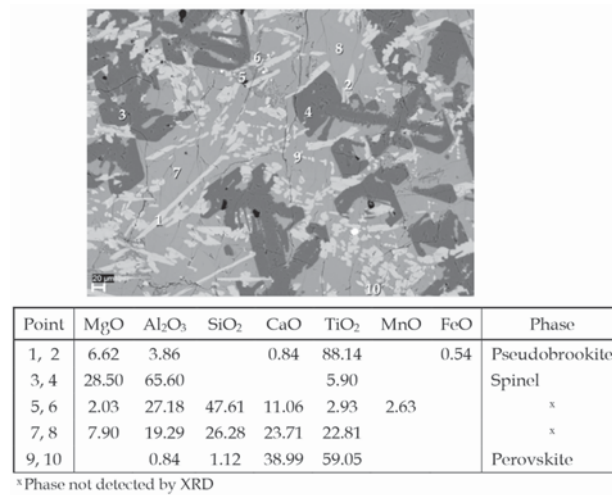 8
6
5
2
3
4
9
7
1
20 µm
10
Point MgO Al₂O₃ SiO₂ CaO TiO₂ MnO FeO Phase
1, 2 6.62 3.86 0.84 88.14 0.54 Pseudobrookite
3, 4 28.50 65.60 5.90 Spinel
5, 6 2.03 27.18 47.61 11.06 2.93 2.63 x
7, 8 7.90 19.29 26.28 23.71 22.81 x
9, 10 0.84 1.12 38.99 59.05 Perovskite
x Phase not detected by XRD